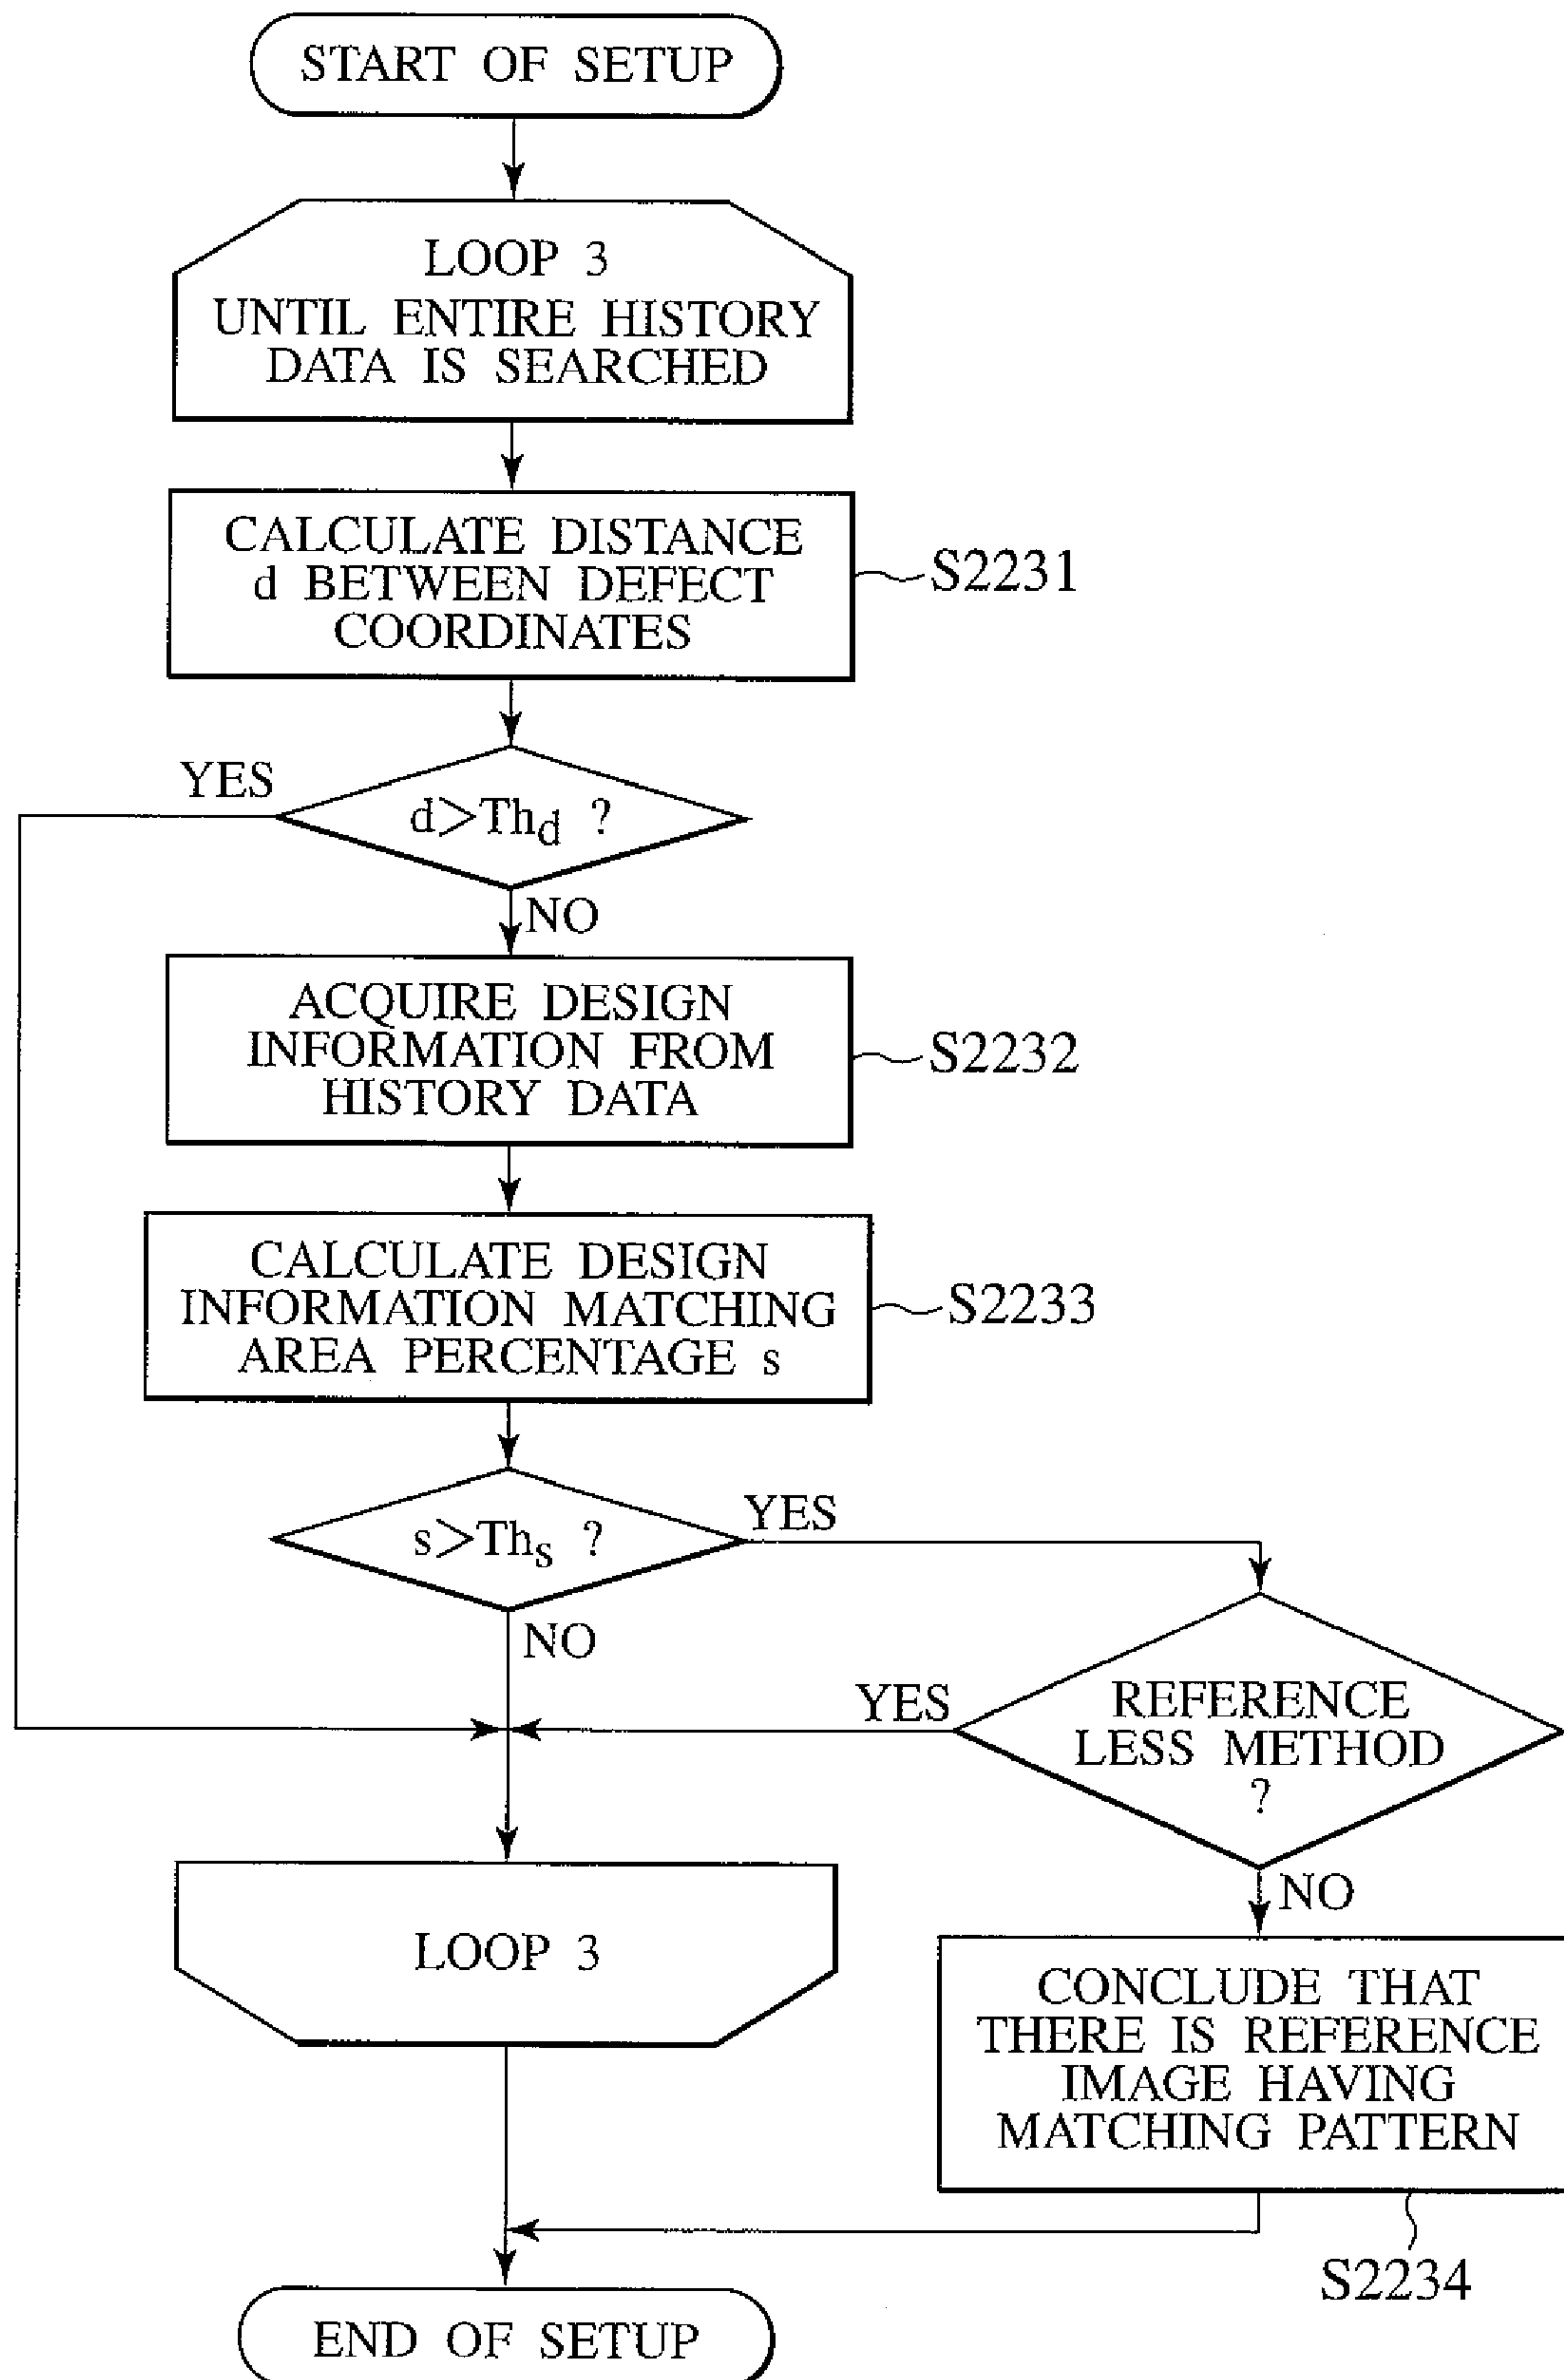 START OF SETUP
LOOP 3
UNTIL ENTIRE HISTORY
DATA IS SEARCHED
CALCULATE DISTANCE
d BETWEEN DEFECT
COORDINATES
S2231
YES
d>Thd ?
NO
ACQUIRE DESIGN
INFORMATION FROM
HISTORY DATA
S2232
CALCULATE DESIGN
INFORMATION MATCHING
AREA PERCENTAGE s
S2233
s>Ths ?
YES
NO
YES
REFERENCE
LESS METHOD
?
NO
LOOP 3
CONCLUDE THAT
THERE IS REFERENCE
IMAGE HAVING
MATCHING PATTERN
S2234
END OF SETUP